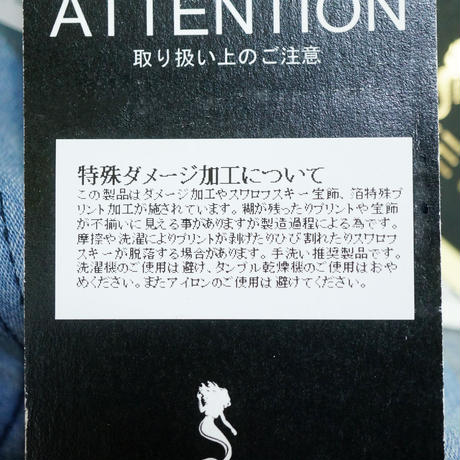 ATTENTION
取り扱い上のご注意
特殊ダメージ加工について
この製品はダメージ加工やスワロフスキー宝飾、箔特殊プ
リント加工が施されています。糊が残ったりプリントや宝飾
が不揃いに見える事がありますが製造過程による為です。
摩擦や洗濯によりプリントが剥げたりひび割れたりスワロフ
スキーが脱落する場合があります。手洗い推奨製品です。
洗濯機のご使用は避け、タンブル乾燥機のご使用はおや
めください。またアイロンのご使用は避けてください。